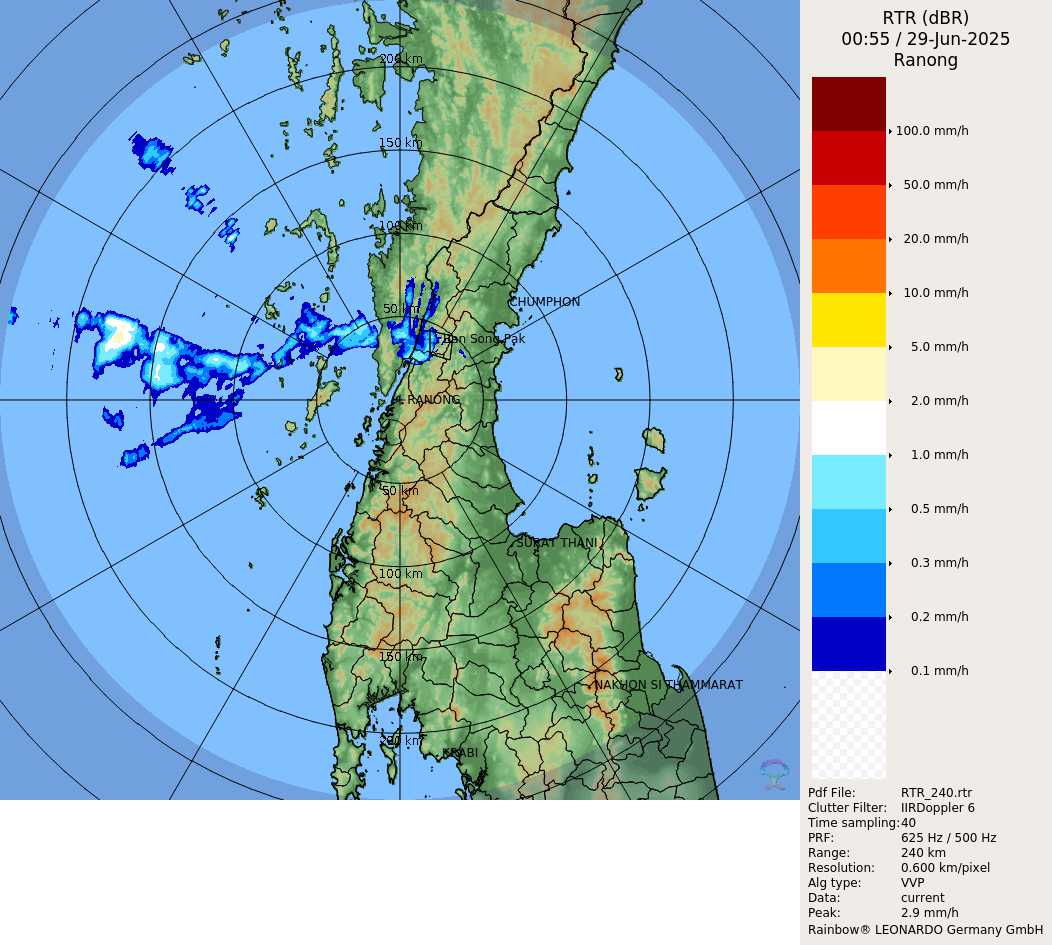 RTR (dBR)
00:55 / 29-Jun-2025
Ranong
100.0 mm/h
50.0 mm/h
20.0 mm/h
10.0 mm/h
5.0 mm/h
2.0 mm/h
1.0 mm/h
0.5 mm/h
0.3 mm/h
0.2 mm/h
0.1 mm/h
200 km
150 km
100 km
50 km
CHUMPHON
Ban Song Pak
RANONG
50 km
SURAT THANI
100 km
150 km
NAKHON SI THAMMARAT
200 km
KRABI
Pdf File: RTR_240.rtr
Clutter Filter: IIRDoppler 6
Time sampling:40
PRF: 625 Hz / 500 Hz
Range: 240 km
Resolution: 0.600 km/pixel
Alg type: VVP
Data: current
Peak: 2.9 mm/h
Rainbow® LEONARDO Germany GmbH